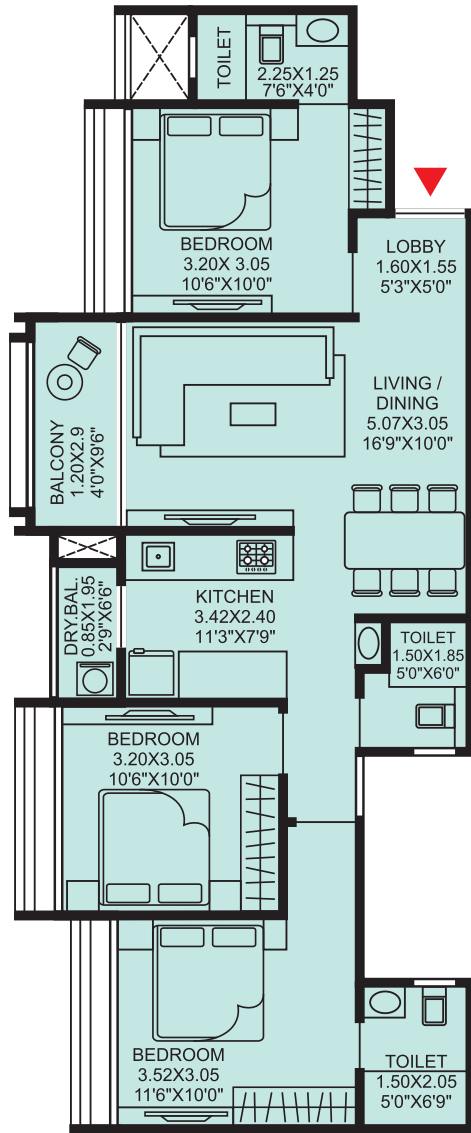 TOILET
2.25X1.25
7'6"X4'0"
BEDROOM
3.20X 3.05
10'6"X10'0"
LOBBY
1.60X1.55
5'3"X5'0"
LIVING /
DINING
5.07X3.05
16'9"X10'0"
BALCONY
1.20X2.9
4'0"X9'6"
KITCHEN
3.42X2.40
11'3"X7'9"
DRY.BAL.
0.85X1.95
2'9"X6'6"
TOILET
1.50X1.85
5'0"X6'0"
BEDROOM
3.20X3.05
10'6"X10'0"
BEDROOM
3.52X3.05
11'6"X10'0"
TOILET
1.50X2.05
5'0"X6'9"